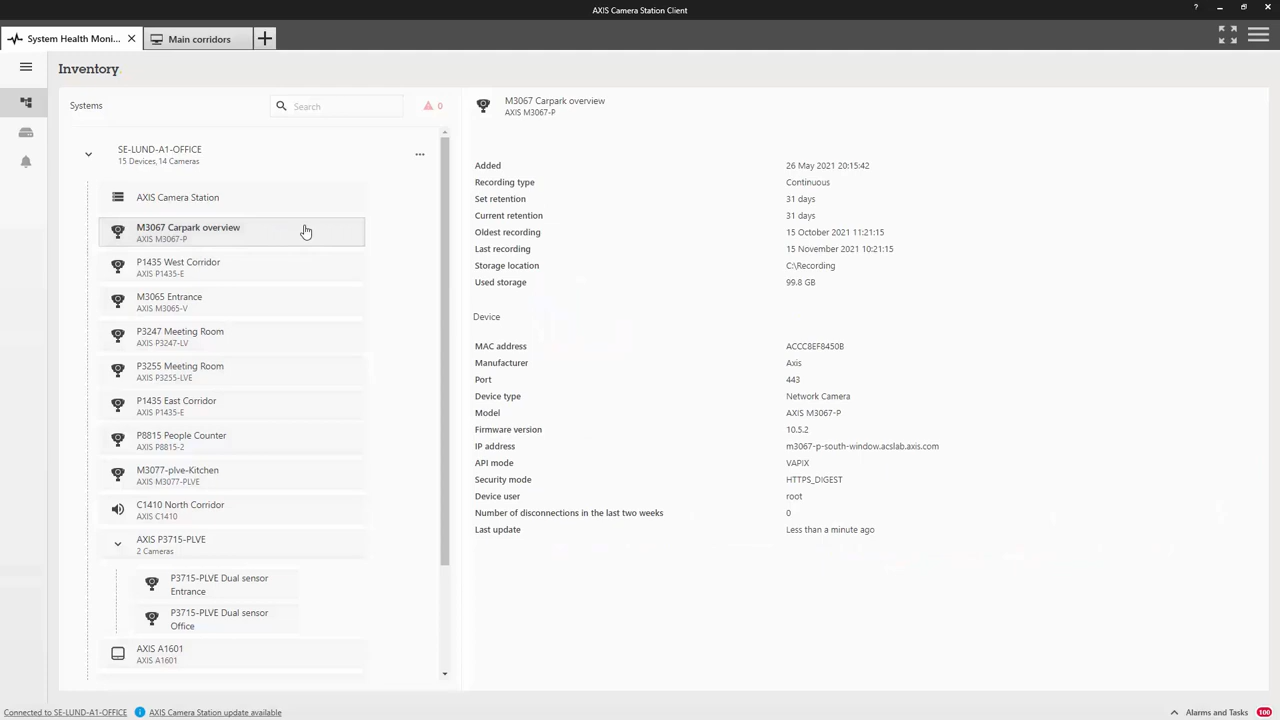 AXIS Camera Station Client
System Health Moni...
Main corridors
Inventory
Systems
Search
0
SE-LUND-A1-OFFICE
15 Devices, 14 Cameras
AXIS Camera Station
M3067 Carpark overview
AXIS M3067-P
P1435 West Corridor
AXIS P1435-E
M3065 Entrance
AXIS M3065-V
P3247 Meeting Room
AXIS P3247-LV
P3255 Meeting Room
AXIS P3255-LVE
P1435 East Corridor
AXIS P1435-E
P8815 People Counter
AXIS P8815-2
M3077-plve-Kitchen
AXIS M3077-PLVE
C1410 North Corridor
AXIS C1410
AXIS P3715-PLVE
2 Cameras
P3715-PLVE Dual sensor
Entrance
P3715-PLVE Dual sensor
Office
AXIS A1601
AXIS A1601
M3067 Carpark overview
AXIS M3067-P
Added 26 May 2021 20:15:42
Recording type Continuous
Set retention 31 days
Current retention 31 days
Oldest recording 15 October 2021 11:21:15
Last recording 15 November 2021 10:21:15
Storage location C:\Recording
Used storage 99.8 GB
Device
MAC address ACCC8EF8450B
Manufacturer Axis
Port 443
Device type Network Camera
Model AXIS M3067-P
Firmware version 10.5.2
IP address m3067-p-south-window.acslab.axis.com
API mode VAPIX
Security mode HTTPS_DIGEST
Device user root
Number of disconnections in the last two weeks 0
Last update Less than a minute ago
Connected to SE-LUND-A1-OFFICE
AXIS Camera Station update available
Alarms and Tasks 100